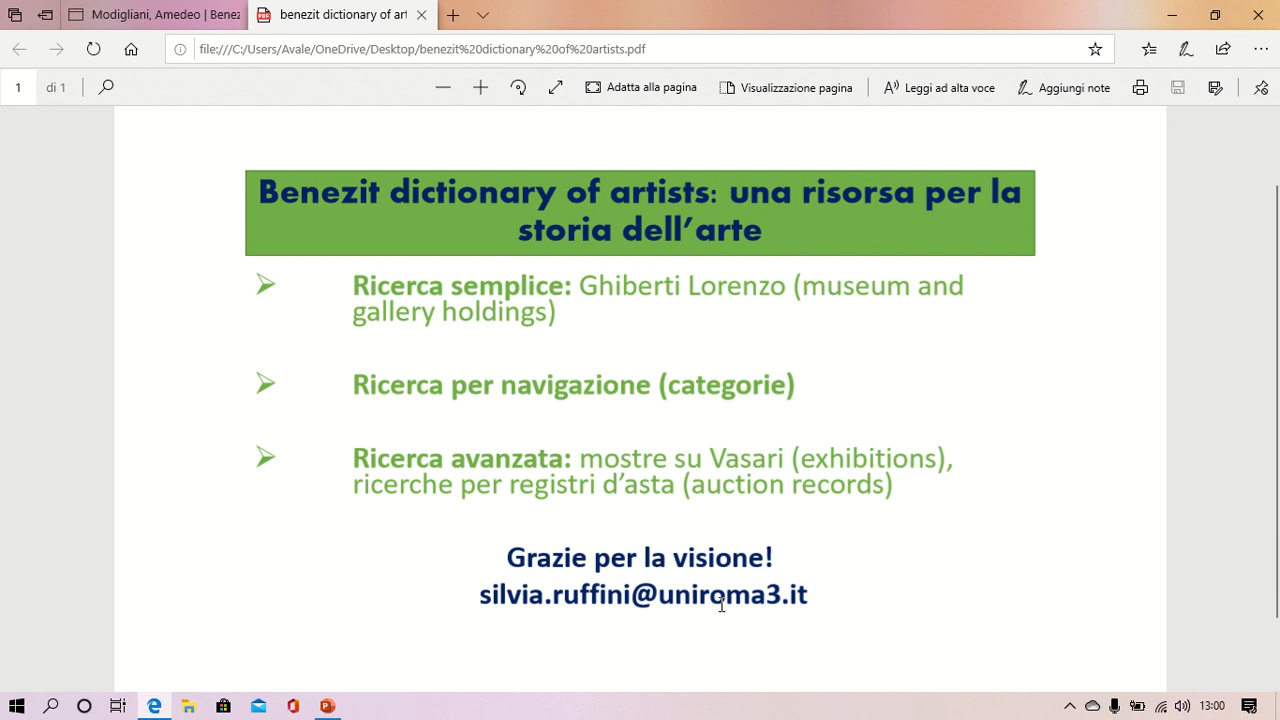 Modigliani, Amedeo (Benez
benezit dictionary of art
file:///C:/Users/Avale/OneDrive/Desktop/benezit%20dictionary%20of%20artists.pdf
1 di 1
Adatta alla pagina
Visualizzazione pagina
Leggi ad alta voce
Aggiungi note
Benezit dictionary of artists: una risorsa per la
storia dell’arte
➢ Ricerca semplice: Ghiberti Lorenzo (museum and
gallery holdings)
➢ Ricerca per navigazione (categorie)
➢ Ricerca avanzata: mostre su Vasari (exhibitions),
ricerche per registri d’asta (auction records)
Grazie per la visione!
silvia.ruffini@uniroma3.it
13:00